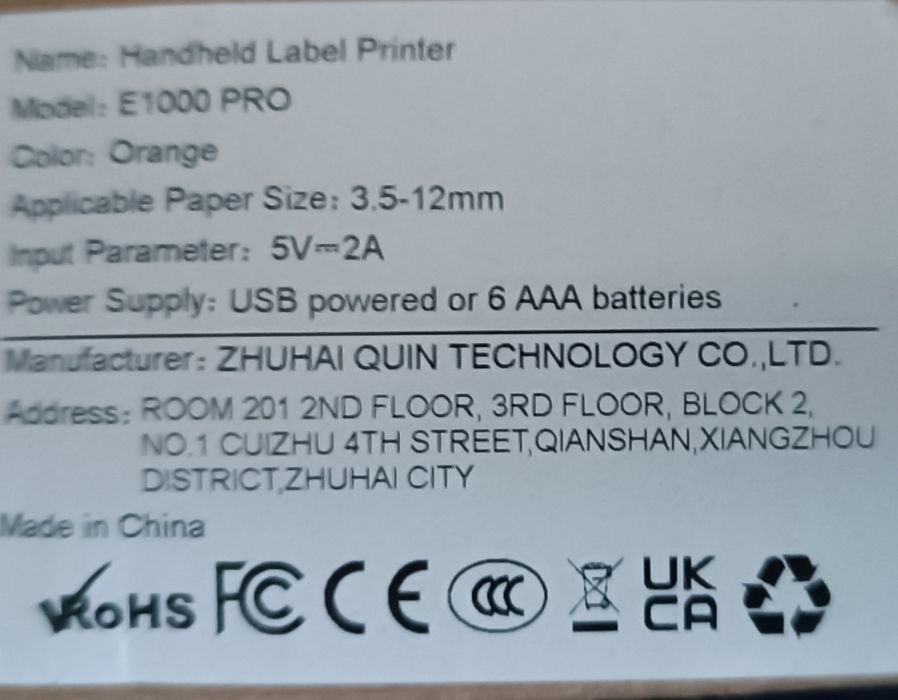 Name: Handheld Label Printer
Model: E1000 PRO
Color: Orange
Applicable Paper Size: 3.5-12mm
Input Parameter: 5V⎓2A
Power Supply: USB powered or 6 AAA batteries
Manufacturer: ZHUHAI QUIN TECHNOLOGY CO.,LTD.
Address: ROOM 201 2ND FLOOR, 3RD FLOOR, BLOCK 2,
NO.1 CUIZHU 4TH STREET,QIANSHAN,XIANGZHOU
DISTRICT,ZHUHAI CITY
Made in China
RoHS FC CE CCC UK
CA